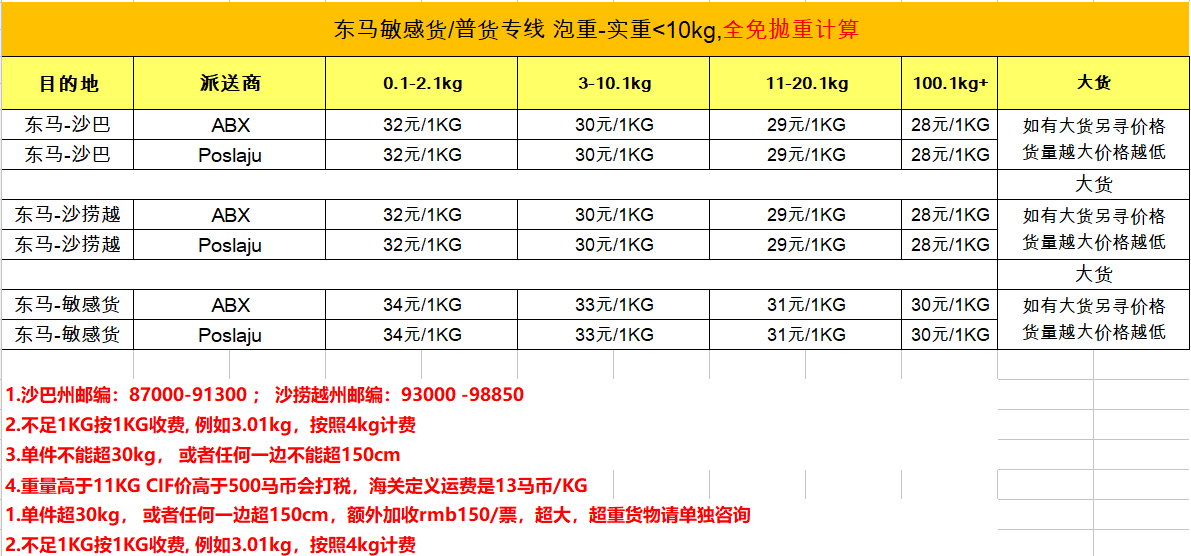 东马敏感货/普货专线 泡重-实重<10kg,全免抛重计算
目的地 派送商 0.1-2.1kg 3-10.1kg 11-20.1kg 100.1kg+ 大货
东马-沙巴 ABX 32元/1KG 30元/1KG 29元/1KG 28元/1KG 如有大货另寻价格
东马-沙巴 Poslaju 32元/1KG 30元/1KG 29元/1KG 28元/1KG 货量越大价格越低
大货
东马-沙捞越 ABX 32元/1KG 30元/1KG 29元/1KG 28元/1KG 如有大货另寻价格
东马-沙捞越 Poslaju 32元/1KG 30元/1KG 29元/1KG 28元/1KG 货量越大价格越低
大货
东马-敏感货 ABX 34元/1KG 33元/1KG 31元/1KG 30元/1KG 如有大货另寻价格
东马-敏感货 Poslaju 34元/1KG 33元/1KG 31元/1KG 30元/1KG 货量越大价格越低
1.沙巴州邮编：87000-91300 ； 沙捞越州邮编：93000 -98850
2.不足1KG按1KG收费, 例如3.01kg，按照4kg计费
3.单件不能超30kg， 或者任何一边不能超150cm
4.重量高于11KG CIF价高于500马币会打税，海关定义运费是13马币/KG
1.单件超30kg， 或者任何一边超150cm，额外加收rmb150/票，超大，超重货物请单独咨询
2.不足1KG按1KG收费, 例如3.01kg，按照4kg计费